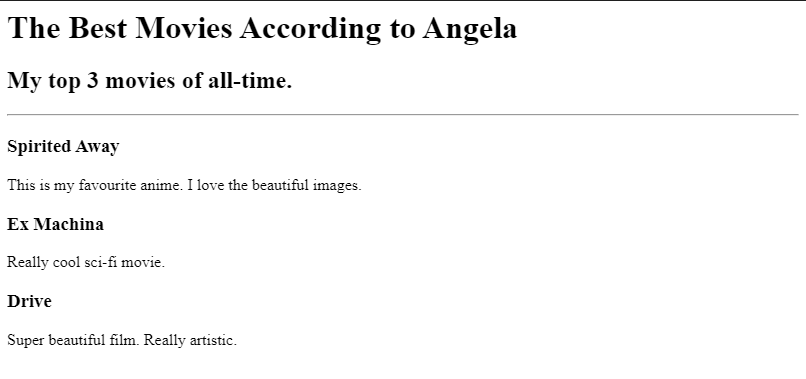 The Best Movies According to Angela
My top 3 movies of all-time.
Spirited Away
This is my favourite anime. I love the beautiful images.
Ex Machina
Really cool sci-fi movie.
Drive
Super beautiful film. Really artistic.